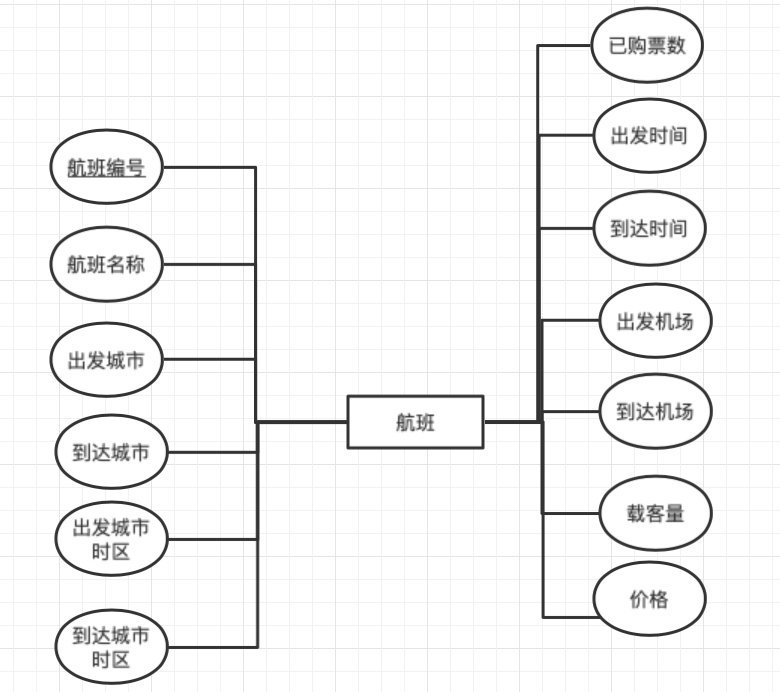 航班编号
航班名称
出发城市
到达城市
出发城市
时区
到达城市
时区
航班
已购票数
出发时间
到达时间
出发机场
到达机场
载客量
价格